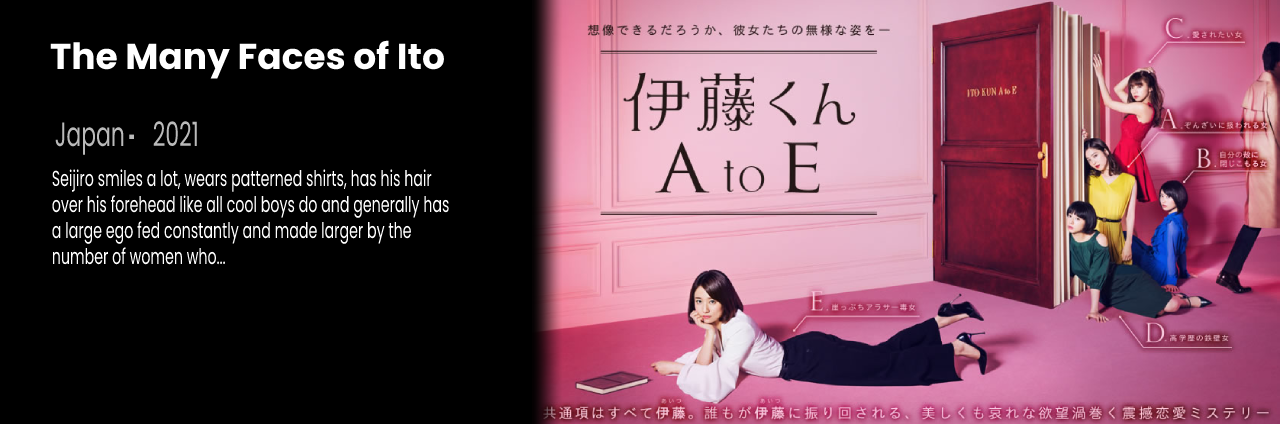 The Many Faces of Ito
Japan - 2021
Seijiro smiles a lot, wears patterned shirts, has his hair
over his forehead like all cool boys do and generally has
a large ego fed constantly and made larger by the
number of women who...
想像できるだろうか、彼女たちの無様な姿を―
伊藤くん
A to E
ITO KUN A to E
C. 愛されたい女
A. ぞんざいに扱われる女
B. 自分の殻に
閉じこもる女
E. 崖っぷちアラサー毒女
D. 高学歴の鉄壁女
あいつ あいつ
共通項はすべて伊藤。誰もが伊藤に振り回される、美しくも哀れな欲望渦巻く震撼恋愛ミステリー